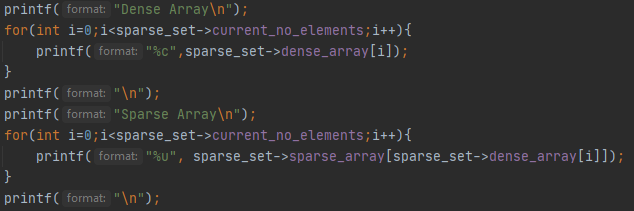 printf( format: "Dense Array\n");
for(int i=0;i<sparse_set->current_no_elements;i++){
    printf( format: "%c",sparse_set->dense_array[i]);
}
printf( format: "\n");
printf( format: "Sparse Array\n");
for(int i=0;i<sparse_set->current_no_elements;i++){
    printf( format: "%u", sparse_set->sparse_array[sparse_set->dense_array[i]]);
}
printf( format: "\n");